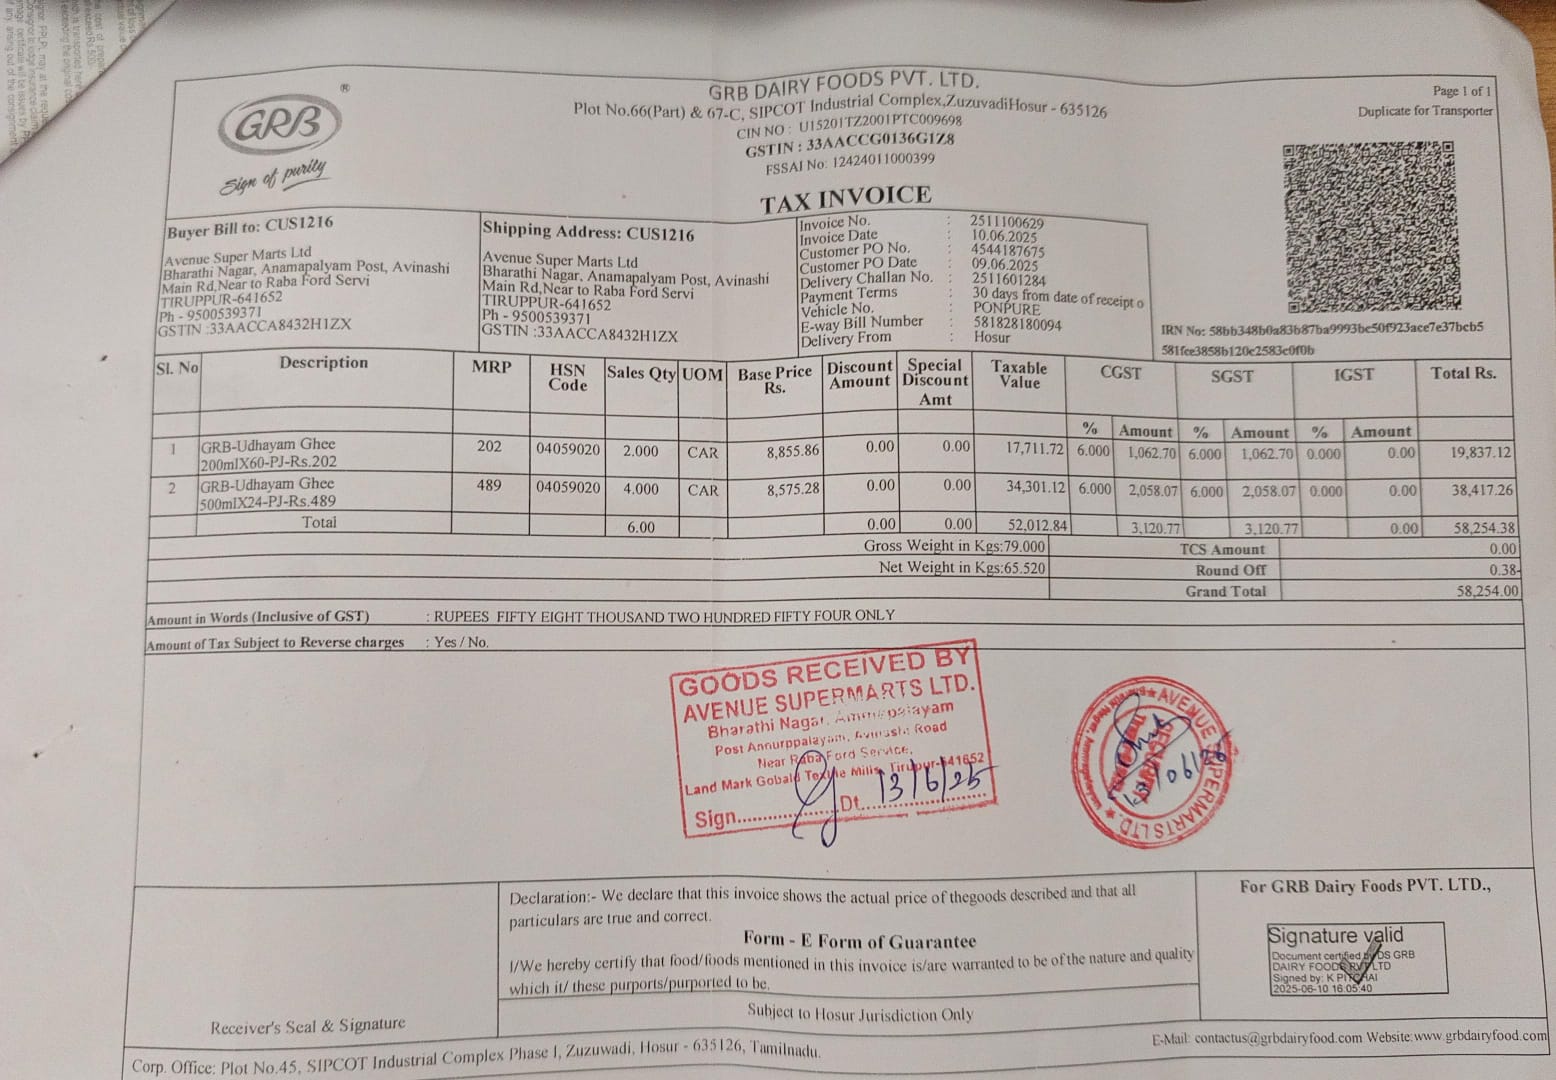 GRB DAIRY FOODS PVT. LTD.
Plot No.66(Part) & 67-C, SIPCOT Industrial Complex,ZuzuvadiHosur - 635126
CIN NO : U15201TZ2001PTC009698
GSTIN : 33AACCG0136G1Z8
FSSAI No: 12424011000399
Page 1 of 1
Duplicate for Transporter
GRB ®
Sign of purity
TAX INVOICE
Buyer Bill to: CUS1216
Avenue Super Marts Ltd
Bharathi Nagar, Anamapalyam Post, Avinashi
Main Rd,Near to Raba Ford Servi
TIRUPPUR-641652
Ph - 9500539371
GSTIN :33AACCA8432H1ZX
Shipping Address: CUS1216
Avenue Super Marts Ltd
Bharathi Nagar, Anamapalyam Post, Avinashi
Main Rd,Near to Raba Ford Servi
TIRUPPUR-641652
Ph - 9500539371
GSTIN :33AACCA8432H1ZX
Invoice No. : 2511100629
Invoice Date : 10.06.2025
Customer PO No. : 4544187675
Customer PO Date : 09.06.2025
Delivery Challan No. : 2511601284
Payment Terms : 30 days from date of receipt o
Vehicle No. : PONPURE
E-way Bill Number : 581828180094
Delivery From : Hosur
IRN No: 58bb348b0a83b87ba9993bc50f923ace7e37bcb5
581fce3858b120c2583c0f0b
Sl. No Description MRP HSN Code Sales Qty UOM Base Price Rs. Discount Amount Special Discount Amt Taxable Value CGST SGST IGST Total Rs.
% Amount % Amount % Amount
1 GRB-Udhayam Ghee 202 04059020 2.000 CAR 8,855.86 0.00 0.00 17,711.72 6.000 1,062.70 6.000 1,062.70 0.000 0.00 19,837.12
200mlX60-PJ-Rs.202
2 GRB-Udhayam Ghee 489 04059020 4.000 CAR 8,575.28 0.00 0.00 34,301.12 6.000 2,058.07 6.000 2,058.07 0.000 0.00 38,417.26
500mlX24-PJ-Rs.489
Total 6.00 0.00 0.00 52,012.84 3,120.77 3,120.77 0.00 58,254.38
Gross Weight in Kgs:79.000 TCS Amount 0.00
Net Weight in Kgs:65.520 Round Off 0.38-
Grand Total 58,254.00
Amount in Words (Inclusive of GST) : RUPEES FIFTY EIGHT THOUSAND TWO HUNDRED FIFTY FOUR ONLY
Amount of Tax Subject to Reverse charges : Yes / No.
GOODS RECEIVED BY
AVENUE SUPERMARTS LTD.
Bharathi Nagar,
Post Annurppalayam, Avinashi Road
Near Raba Ford Service,
Land Mark Gobald Textile Mills, Tirupur-641652
Sign.............Dt. 13/6/25
AVENUE SUPERMARTS LTD.
13/06/25
Declaration:- We declare that this invoice shows the actual price of thegoods described and that all
particulars are true and correct.
Form - E Form of Guarantee
I/We hereby certify that food/foods mentioned in this invoice is/are warranted to be of the nature and quality
which it/ these purports/purported to be.
Subject to Hosur Jurisdiction Only
Receiver's Seal & Signature
For GRB Dairy Foods PVT. LTD.,
Signature valid
Document certified by DS GRB
DAIRY FOODS PVT LTD
Signed by: K PITCHAI
2025-06-10 16:05:40
E-Mail: contactus@grbdairyfood.com Website:www.grbdairyfood.com
Corp. Office: Plot No.45, SIPCOT Industrial Complex Phase I, Zuzuwadi, Hosur - 635126, Tamilnadu.